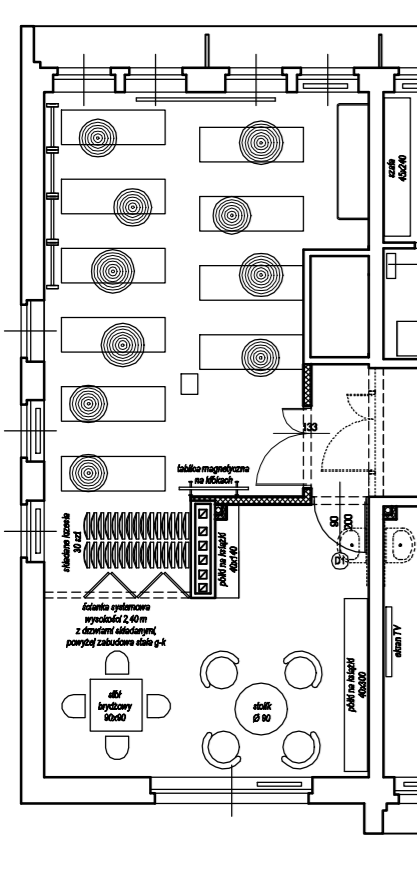 szafa
45x240
133
tablica magnetyczna
na kółkach
składane krzesła
30 szt
półki na książki
40x140
90
200
D1
ścianka systemowa
wysokości 2,40 m
z drzwiami składanymi,
powyżej zabudowa stała g-k
stół
brydżowy
90x90
stolik
Ø 90
półki na książki
40x300
ekran TV